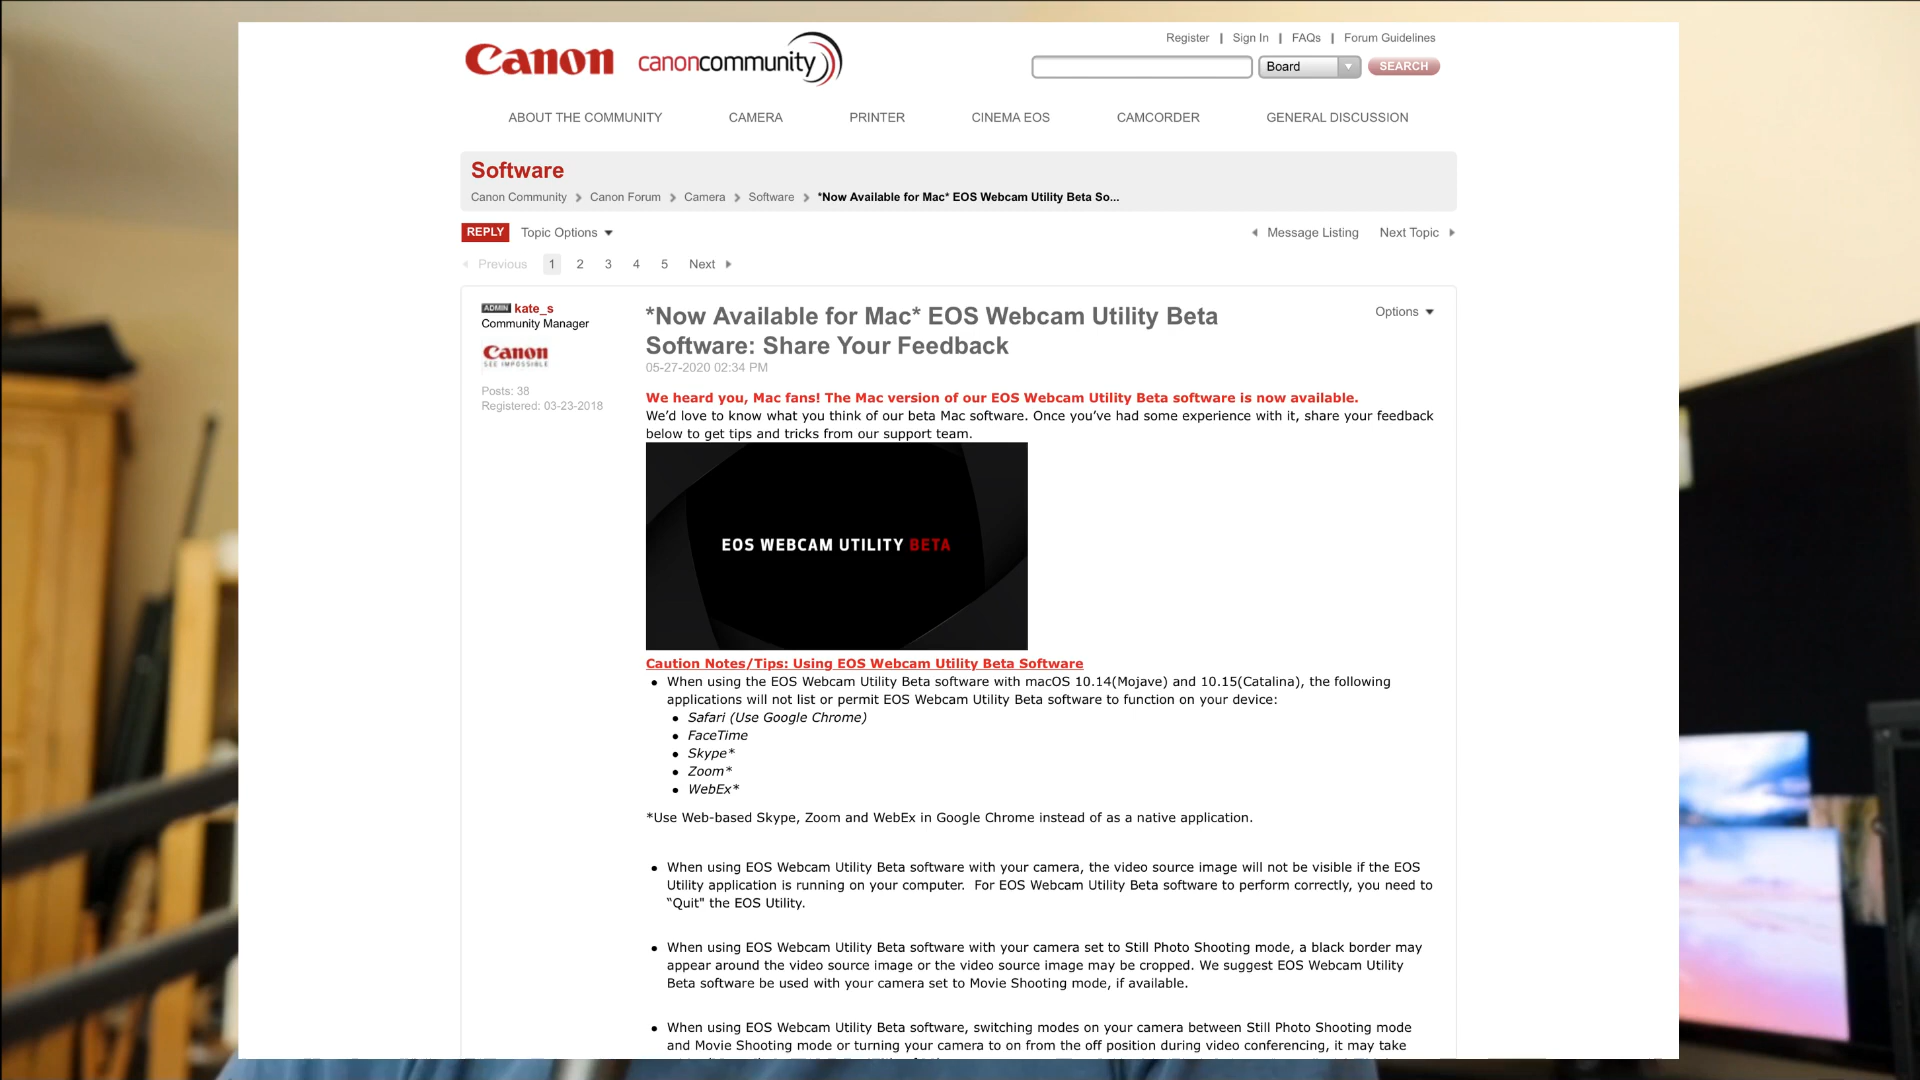 Register | Sign In | FAQs | Forum Guidelines
Canon canoncommunity
Board SEARCH
ABOUT THE COMMUNITY CAMERA PRINTER CINEMA EOS CAMCORDER GENERAL DISCUSSION
Software
Canon Community Canon Forum Camera Software *Now Available for Mac* EOS Webcam Utility Beta So...
REPLY Topic Options Message Listing Next Topic
Previous 1 2 3 4 5 Next
ADMIN kate_s
Community Manager
Canon
SEE IMPOSSIBLE
Posts: 38
Registered: 03-23-2018
*Now Available for Mac* EOS Webcam Utility Beta
Software: Share Your Feedback
Options
05-27-2020 02:34 PM
We heard you, Mac fans! The Mac version of our EOS Webcam Utility Beta software is now available.
We’d love to know what you think of our beta Mac software. Once you’ve had some experience with it, share your feedback
below to get tips and tricks from our support team.
EOS WEBCAM UTILITY BETA
Caution Notes/Tips: Using EOS Webcam Utility Beta Software
• When using the EOS Webcam Utility Beta software with macOS 10.14(Mojave) and 10.15(Catalina), the following
applications will not list or permit EOS Webcam Utility Beta software to function on your device:
• Safari (Use Google Chrome)
• FaceTime
• Skype*
• Zoom*
• WebEx*
*Use Web-based Skype, Zoom and WebEx in Google Chrome instead of as a native application.
• When using EOS Webcam Utility Beta software with your camera, the video source image will not be visible if the EOS
Utility application is running on your computer.  For EOS Webcam Utility Beta software to perform correctly, you need to
“Quit" the EOS Utility.
• When using EOS Webcam Utility Beta software with your camera set to Still Photo Shooting mode, a black border may
appear around the video source image or the video source image may be cropped. We suggest EOS Webcam Utility
Beta software be used with your camera set to Movie Shooting mode, if available.
• When using EOS Webcam Utility Beta software, switching modes on your camera between Still Photo Shooting mode
and Movie Shooting mode or turning your camera to on from the off position during video conferencing, it may take